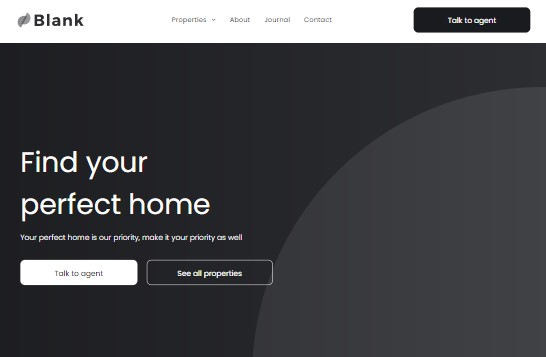 Blank
Properties
About
Journal
Contact
Talk to agent
Find your
perfect home
Your perfect home is our priority, make it your priority as well
Talk to agent
See all properties